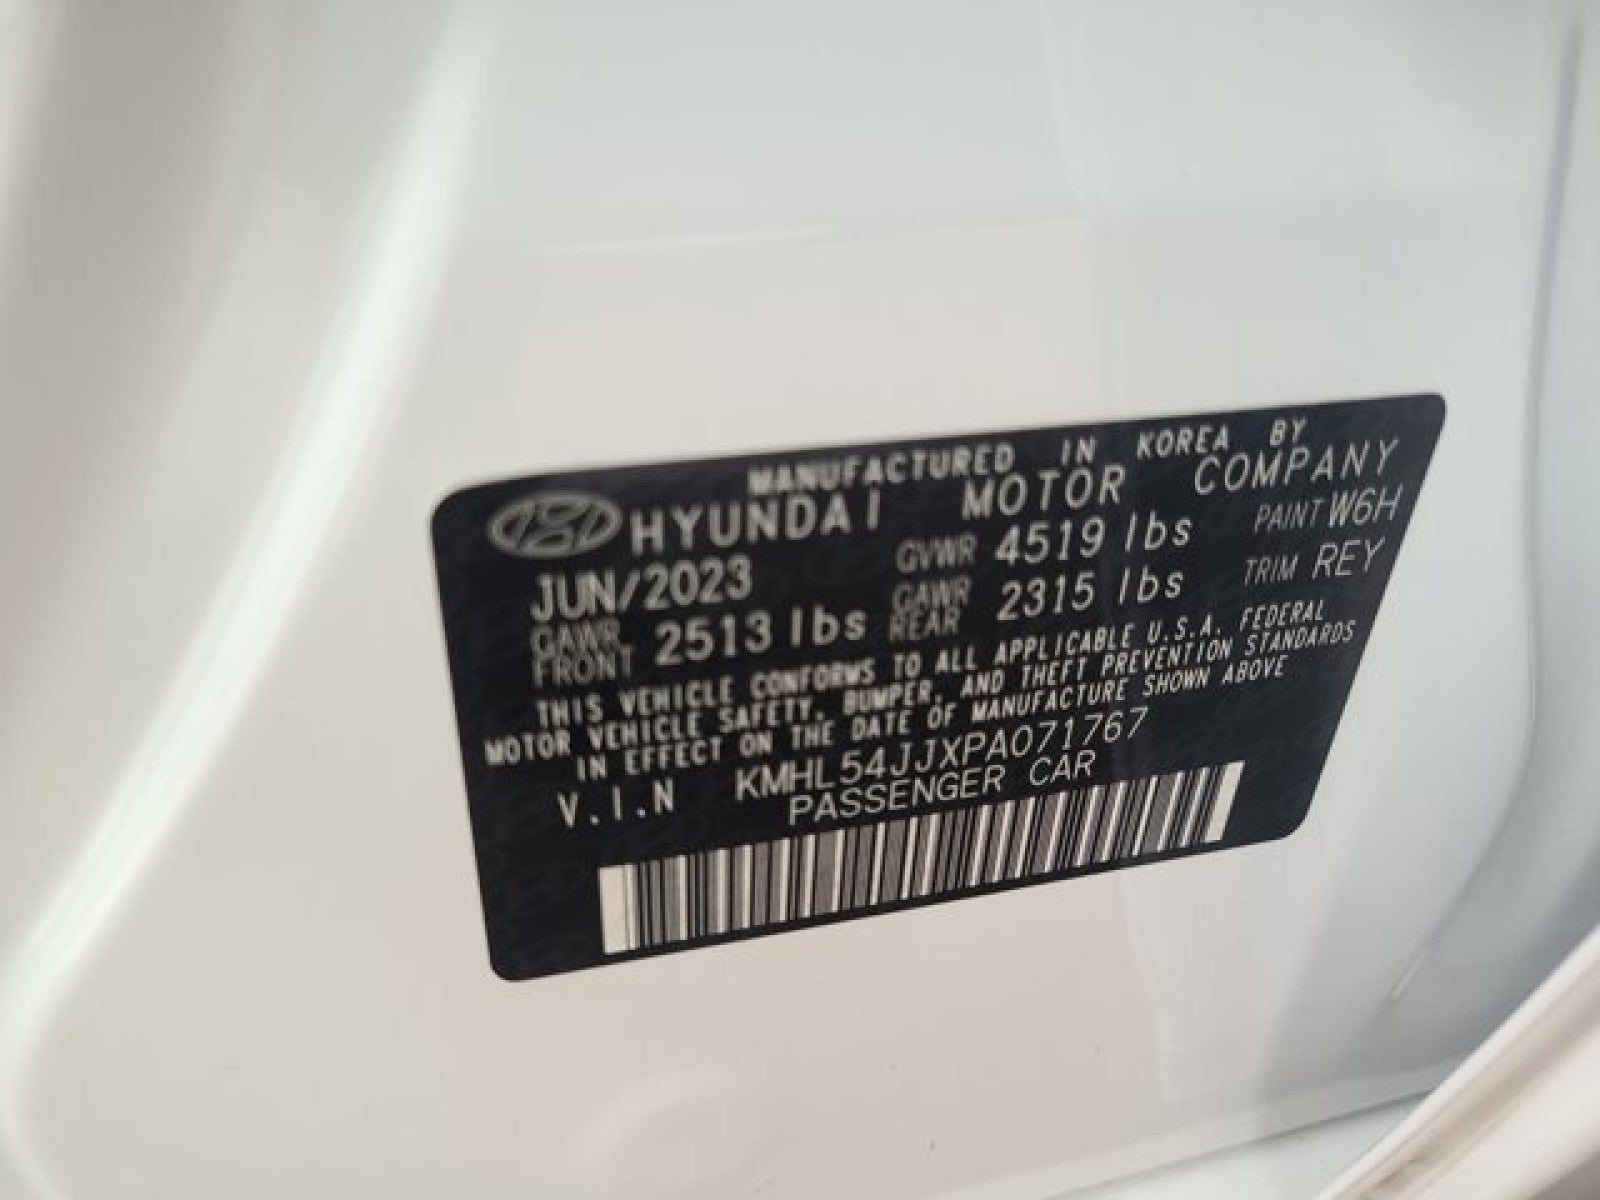 MANUFACTURED IN KOREA BY
HYUNDAI MOTOR COMPANY
JUN/2023 GVWR 4519 lbs PAINT W6H
GAWR FRONT 2513 lbs GAWR REAR 2315 lbs TRIM REY
THIS VEHICLE CONFORMS TO ALL APPLICABLE U.S.A. FEDERAL
MOTOR VEHICLE SAFETY, BUMPER, AND THEFT PREVENTION STANDARDS
IN EFFECT ON THE DATE OF MANUFACTURE SHOWN ABOVE
V.I.N KMHL54JJXPA071767
PASSENGER CAR